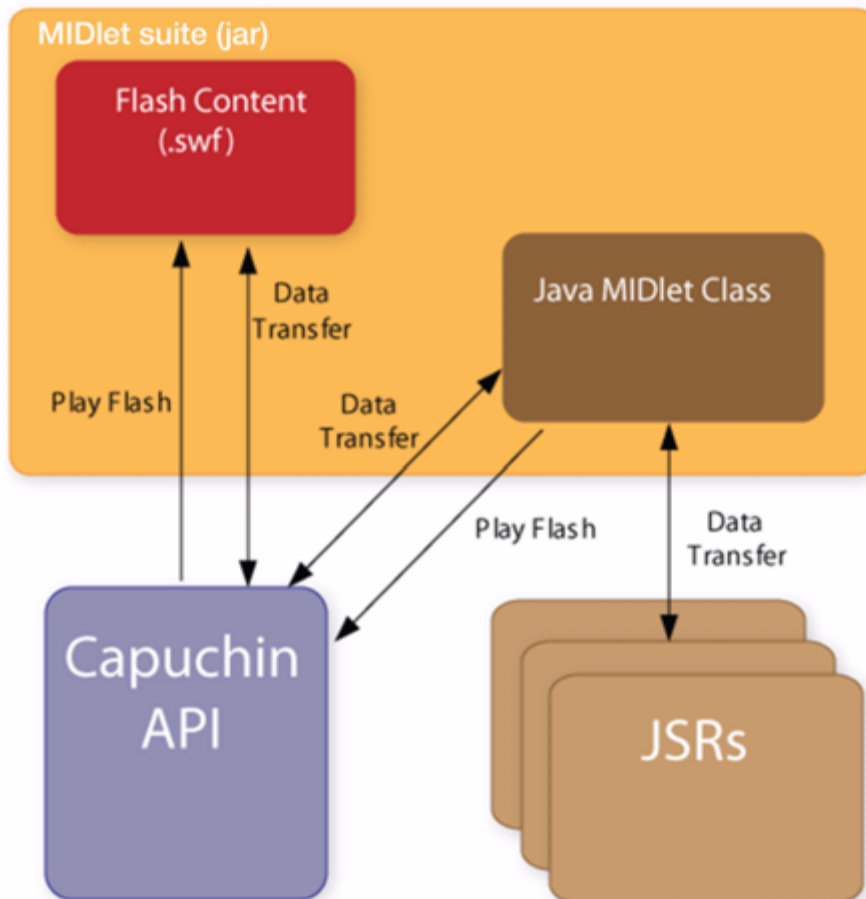 MIDlet suite (jar)
Flash Content
(.swf)
Java MIDlet Class
Data
Transfer
Play Flash
Data
Transfer
Play Flash
Data
Transfer
Capuchin
API
JSRs